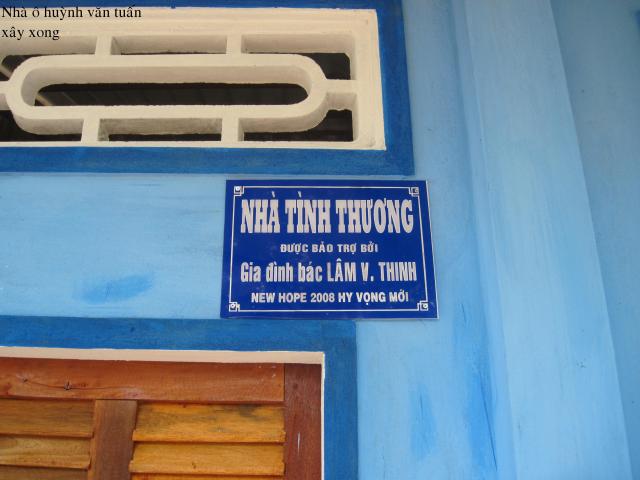 Nhà ô huỳnh văn tuấn
xây xong
NHÀ TÌNH THƯƠNG
ĐƯỢC BẢO TRỢ BỞI
Gia đình bác LÂM V. THINH
NEW HOPE 2008 HY VỌNG MỚI